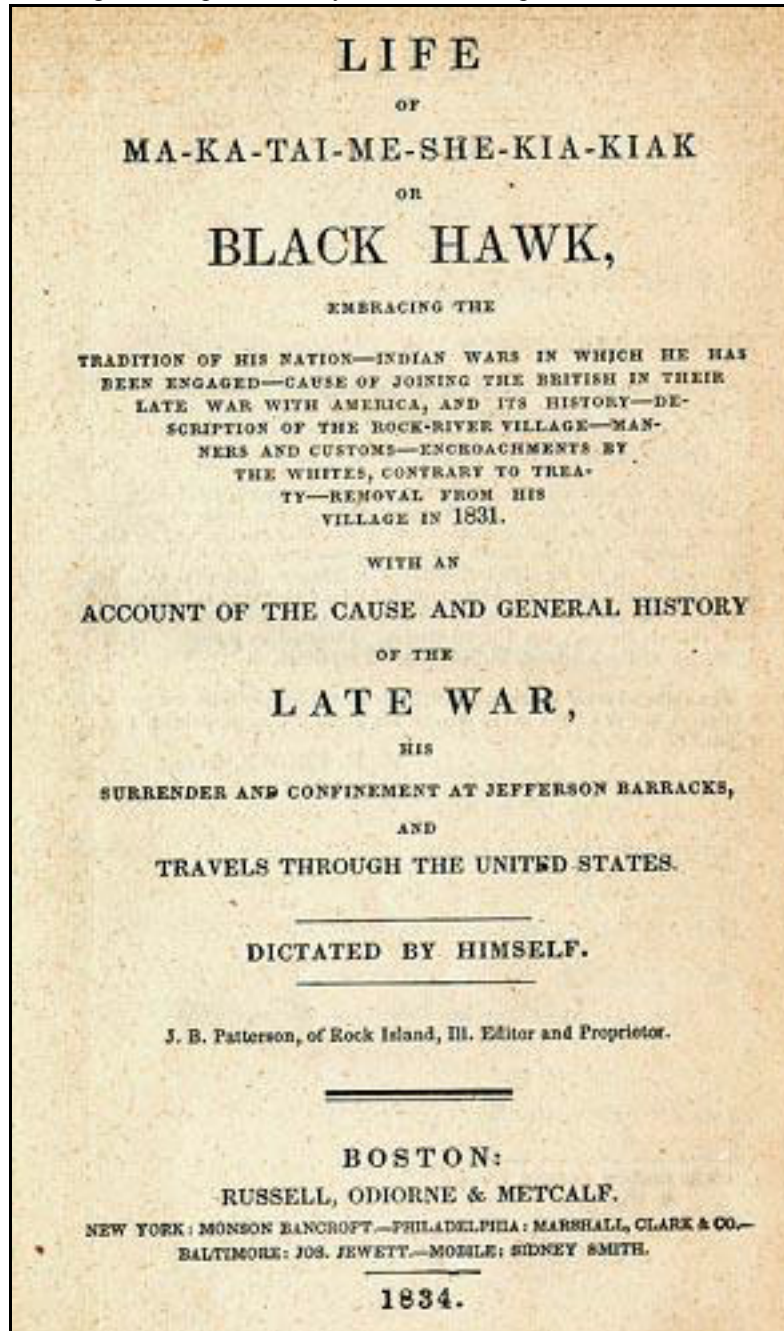 LIFE
OF
MA-KA-TAI-ME-SHE-KIA-KIAK
OR
BLACK HAWK,
EMBRACING THE
TRADITION OF HIS NATION—INDIAN WARS IN WHICH HE HAS
BEEN ENGAGED—CAUSE OF JOINING THE BRITISH IN THEIR
LATE WAR WITH AMERICA, AND ITS HISTORY—DE-
SCRIPTION OF THE ROCK-RIVER VILLAGE—MAN-
NERS AND CUSTOMS—ENCROACHMENTS BY
THE WHITES, CONTRARY TO TREA-
TY—REMOVAL FROM HIS
VILLAGE IN 1831.
WITH AN
ACCOUNT OF THE CAUSE AND GENERAL HISTORY
OF THE
LATE WAR,
HIS
SURRENDER AND CONFINEMENT AT JEFFERSON BARRACKS,
AND
TRAVELS THROUGH THE UNITED STATES.
DICTATED BY HIMSELF.
J. B. Patterson, of Rock Island, Ill. Editor and Proprietor.
BOSTON:
RUSSELL, ODIORNE & METCALF.
NEW YORK: MONSON BANCROFT.—PHILADELPHIA: MARSHALL, CLARK & CO.—
BALTIMORE: JOS. JEWETT.—MOBILE: SIDNEY SMITH.
1834.